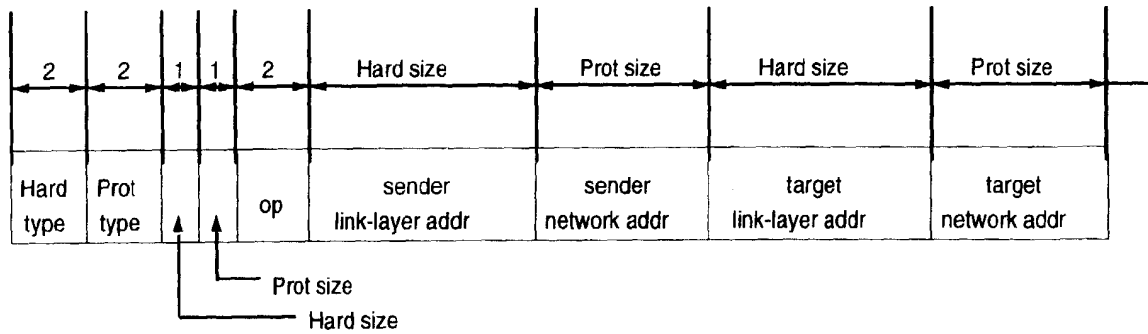 2 2 1 1 2 Hard size Prot size Hard size Prot size
Hard type
Prot type
op
sender link-layer addr
sender network addr
target link-layer addr
target network addr
Prot size
Hard size